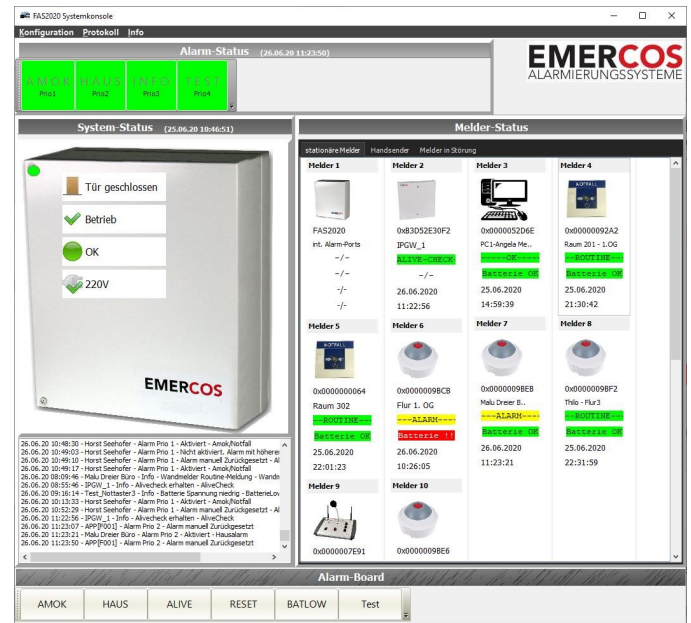 FAS2020 Systemkonsole
Konfiguration Protokoll Info
Alarm-Status (26.06.20 11:23:50)
EMERCOS
ALARMIERUNGSSYSTEME
AMOK HAUS INFO TEST
Prio1 Prio2 Prio3 Prio4
System-Status (25.06.20 10:46:51)
Tür geschlossen
Betrieb
OK
220V
EMERCOS
26.06.20 10:48:30 - Horst Seehofer - Alarm Prio 1 - Aktiviert - Amok/Notfall
26.06.20 10:49:03 - Horst Seehofer - Alarm Prio 1 - Nicht aktiviert. Alarm mit höherer
26.06.20 10:49:10 - Horst Seehofer - Alarm Prio 1 - Alarm manuell Zurückgesetzt - Al
26.06.20 10:49:17 - Horst Seehofer - Alarm Prio 1 - Aktiviert - Amok/Notfall
26.06.20 08:09:46 - Malu Dreier Büro - Info - Wandmelder Routine-Meldung - Wandm
26.06.20 08:55:46 - IPGW_1 - Info - Alivecheck erhalten - AliveCheck
26.06.20 09:16:14 - Test_Nottaster3 - Info - Batterie Spannung niedrig - BatterieLov
26.06.20 10:13:33 - Horst Seehofer - Alarm Prio 1 - Aktiviert - Amok/Notfall
26.06.20 10:52:29 - Horst Seehofer - Alarm Prio 1 - Alarm manuell Zurückgesetzt - Al
26.06.20 11:22:56 - IPGW_1 - Info - Alivecheck erhalten - AliveCheck
26.06.20 11:23:07 - APP[F001] - Alarm Prio 2 - Alarm manuell Zurückgesetzt
26.06.20 11:23:21 - Malu Dreier Büro - Alarm Prio 2 - Aktiviert - Hausalarm
26.06.20 11:23:50 - APP[F001] - Alarm Prio 2 - Alarm manuell Zurückgesetzt
Melder-Status
stationäre Melder Handsender Melder in Störung
Melder 1 Melder 2 Melder 3 Melder 4
NOTFALL
FAS2020 0x83D52E30F2 0x0000052D6E 0x00000092A2
int. Alarm-Ports IPGW_1 PC1-Angela Me.. Raum 201 - 1.OG
-/- ALIVE-CHECK- -----OK---- --ROUTINE--
-/- -/- Batterie OK Batterie OK
-/- 26.06.2020 25.06.2020 25.06.2020
-/- 11:22:56 14:59:39 21:30:42
Melder 5 Melder 6 Melder 7 Melder 8
NOTFALL
0x0000000064 0x0000009BCB 0x0000009BEB 0x0000009BF2
Raum 302 Flur 1. OG Malu Dreier B.. Thilo - Flur3
--ROUTINE-- ---ALARM--- ---ALARM--- --ROUTINE--
Batterie OK Batterie !! Batterie OK Batterie OK
25.06.2020 26.06.2020 26.06.2020 25.06.2020
22:01:23 10:26:05 11:23:21 22:31:59
Melder 9 Melder 10
0x0000007E91 0x0000009BE6
Alarm-Board
AMOK HAUS ALIVE RESET BATLOW Test